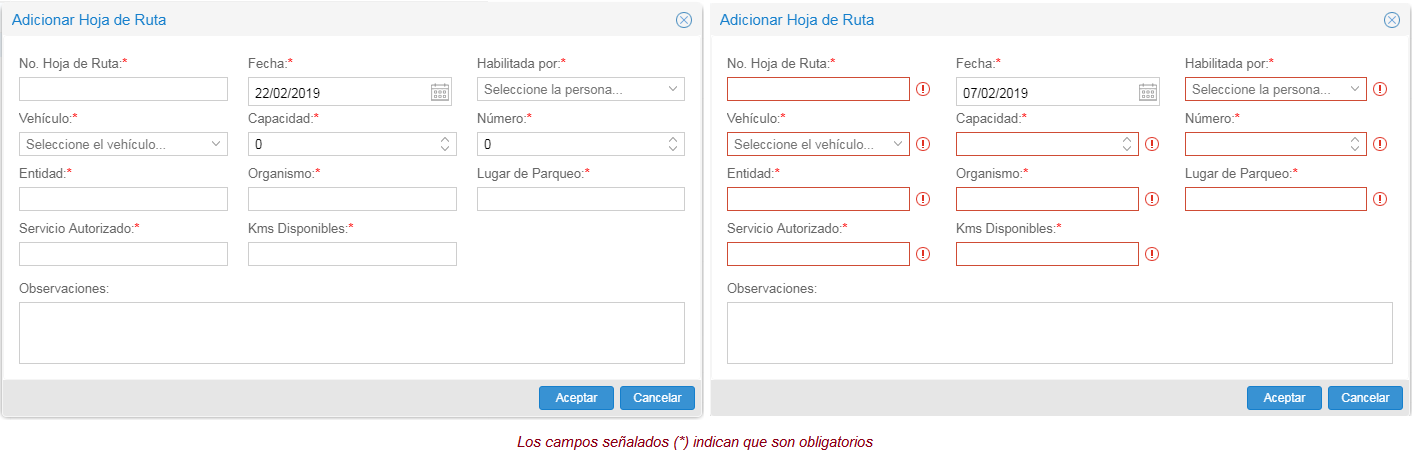 Adicionar Hoja de Ruta
No. Hoja de Ruta:* Fecha:* Habilitada por:*
22/02/2019 Seleccione la persona...
Vehículo:* Capacidad:* Número:*
Seleccione el vehículo... 0 0
Entidad:* Organismo:* Lugar de Parqueo:*
Servicio Autorizado:* Kms Disponibles:*
Observaciones:
Aceptar Cancelar
Adicionar Hoja de Ruta
No. Hoja de Ruta:* Fecha:* Habilitada por:*
07/02/2019 Seleccione la persona...
Vehículo:* Capacidad:* Número:*
Seleccione el vehículo...
Entidad:* Organismo:* Lugar de Parqueo:*
Servicio Autorizado:* Kms Disponibles:*
Observaciones:
Aceptar Cancelar
Los campos señalados (*) indican que son obligatorios